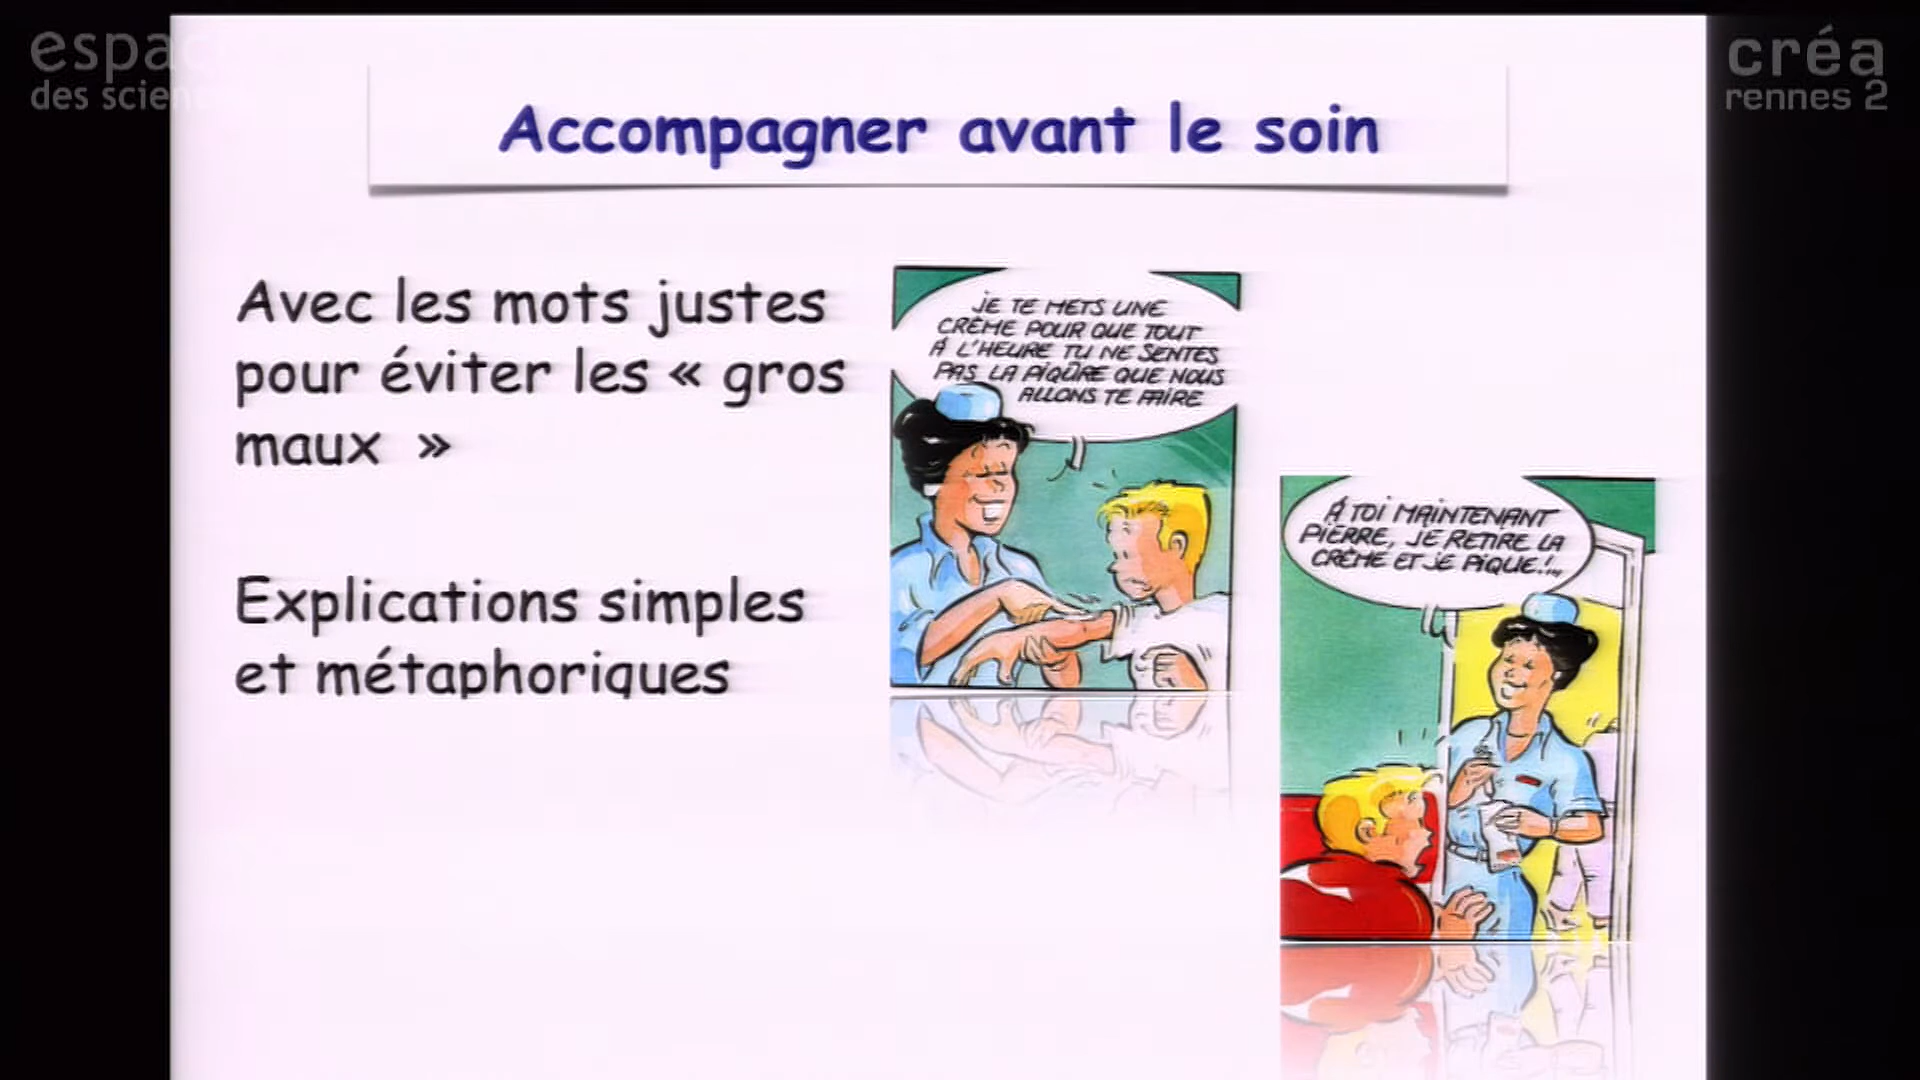 espac
des scien
créa
rennes 2
Accompagner avant le soin
Avec les mots justes
pour éviter les « gros
maux »
Explications simples
et métaphoriques
JE TE METS UNE
CRÈME POUR QUE TOUT
À L'HEURE TU NE SENTES
PAS LA PIQÛRE QUE NOUS
ALLONS TE FAIRE
À TOI MAINTENANT
PIERRE, JE RETIRE LA
CRÈME ET JE PIQUE!...